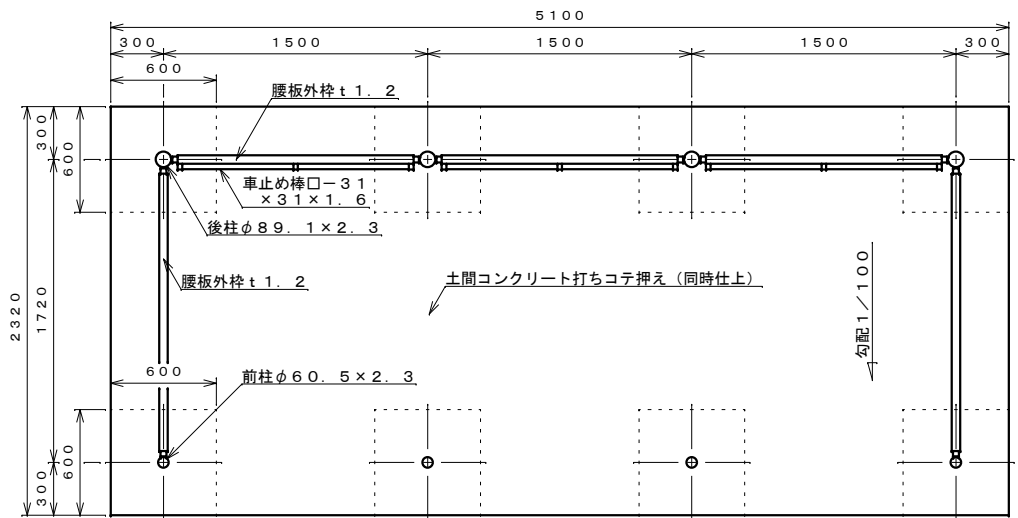 5100
300 1500 1500 1500 300
600
腰板外枠ｔ１．２
300
600
車止め棒□－３１
×３１×１．６
後柱φ８９．１×２．３
腰板外枠ｔ１．２
土間コンクリート打ちコテ押え（同時仕上）
勾配１／１００
2320
1720
600
前柱φ６０．５×２．３
600
300